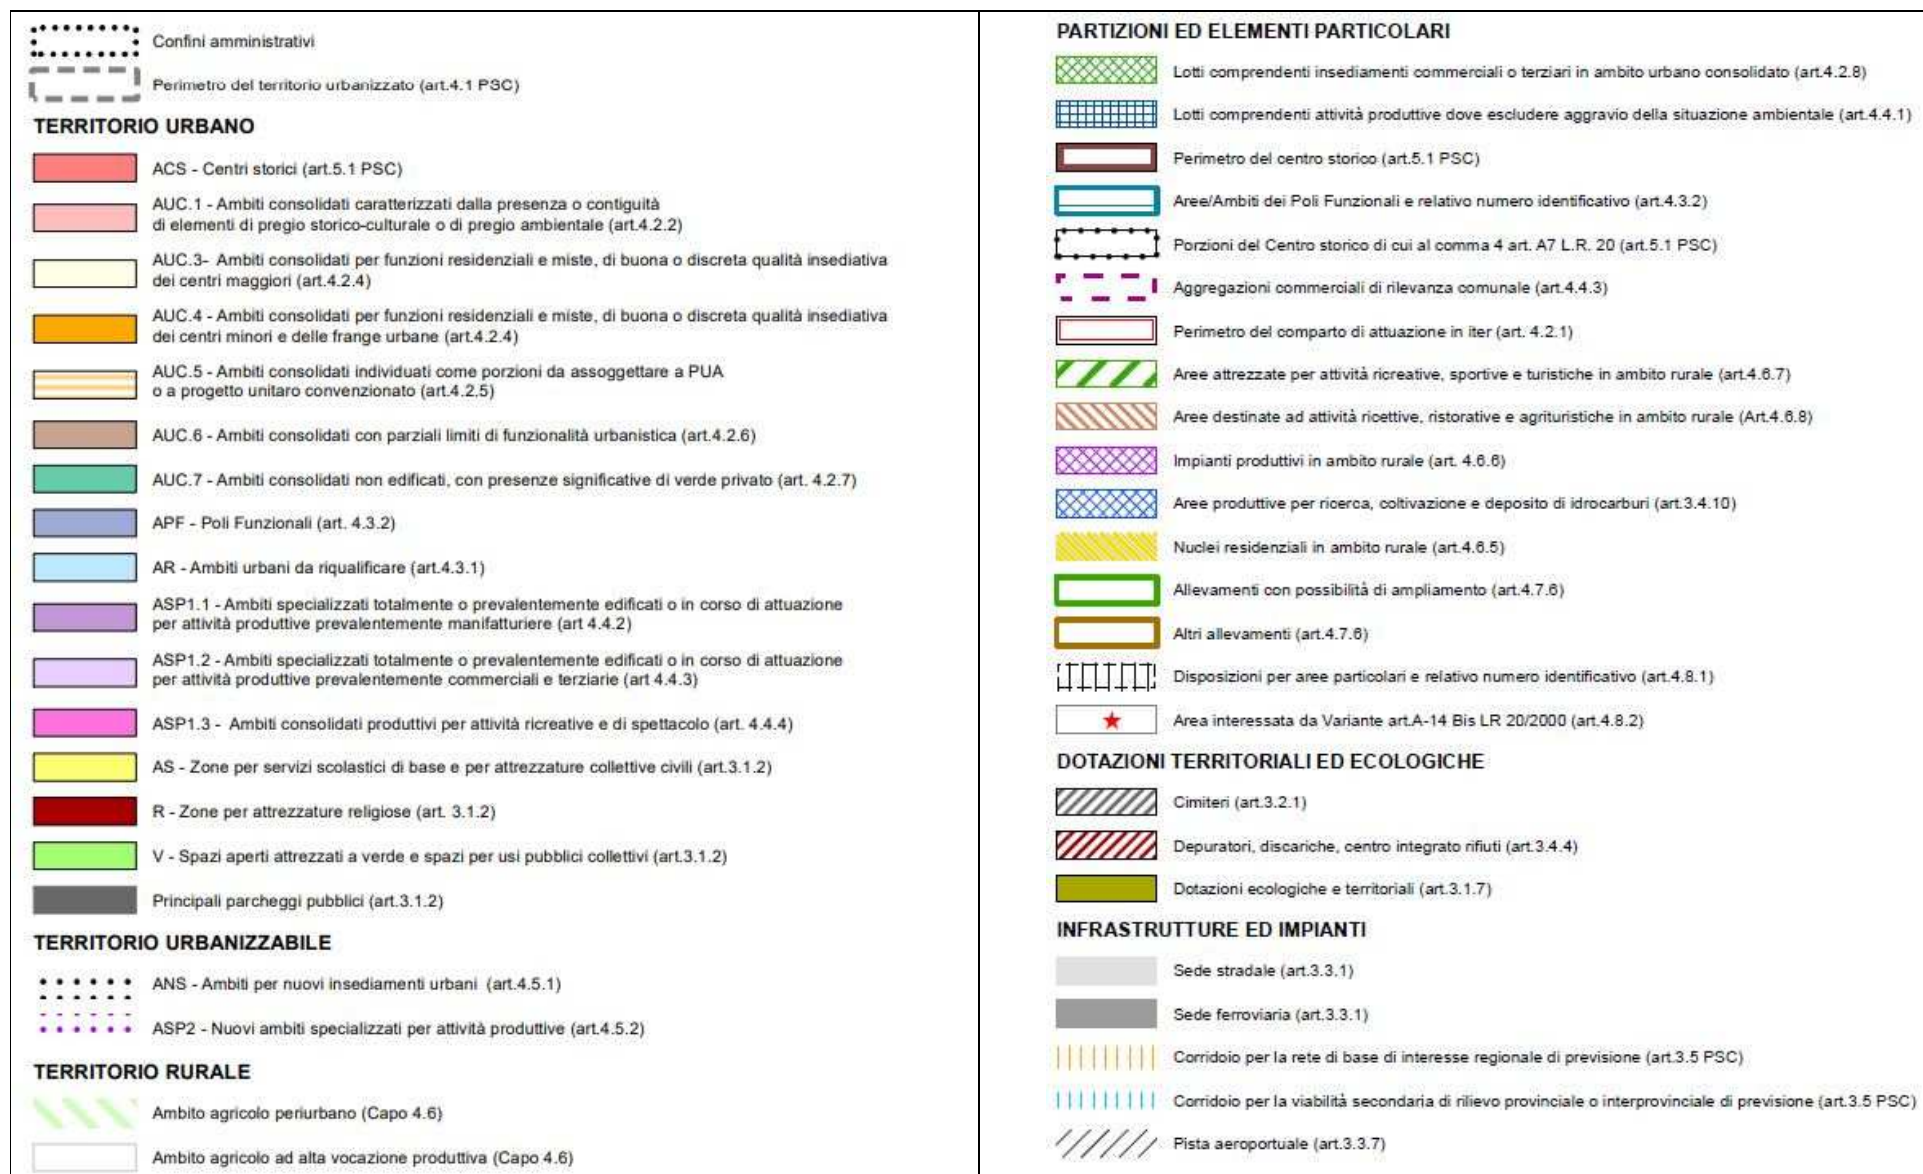 Confini amministrativi
Perimetro del territorio urbanizzato (art.4.1 PSC)
TERRITORIO URBANO
ACS - Centri storici (art.5.1 PSC)
AUC.1 - Ambiti consolidati caratterizzati dalla presenza o contiguità
di elementi di pregio storico-culturale o di pregio ambientale (art.4.2.2)
AUC.3- Ambiti consolidati per funzioni residenziali e miste, di buona o discreta qualità insediativa
dei centri maggiori (art.4.2.4)
AUC.4 - Ambiti consolidati per funzioni residenziali e miste, di buona o discreta qualità insediativa
dei centri minori e delle frange urbane (art.4.2.4)
AUC.5 - Ambiti consolidati individuati come porzioni da assoggettare a PUA
o a progetto unitaro convenzionato (art.4.2.5)
AUC.6 - Ambiti consolidati con parziali limiti di funzionalità urbanistica (art.4.2.6)
AUC.7 - Ambiti consolidati non edificati, con presenze significative di verde privato (art. 4.2.7)
APF - Poli Funzionali (art. 4.3.2)
AR - Ambiti urbani da riqualificare (art.4.3.1)
ASP1.1 - Ambiti specializzati totalmente o prevalentemente edificati o in corso di attuazione
per attività produttive prevalentemente manifatturiere (art 4.4.2)
ASP1.2 - Ambiti specializzati totalmente o prevalentemente edificati o in corso di attuazione
per attività produttive prevalentemente commerciali e terziarie (art 4.4.3)
ASP1.3 - Ambiti consolidati produttivi per attività ricreative e di spettacolo (art. 4.4.4)
AS - Zone per servizi scolastici di base e per attrezzature collettive civili (art.3.1.2)
R - Zone per attrezzature religiose (art. 3.1.2)
V - Spazi aperti attrezzati a verde e spazi per usi pubblici collettivi (art.3.1.2)
Principali parcheggi pubblici (art.3.1.2)
TERRITORIO URBANIZZABILE
ANS - Ambiti per nuovi insediamenti urbani (art.4.5.1)
ASP2 - Nuovi ambiti specializzati per attività produttive (art.4.5.2)
TERRITORIO RURALE
Ambito agricolo periurbano (Capo 4.6)
Ambito agricolo ad alta vocazione produttiva (Capo 4.6)
PARTIZIONI ED ELEMENTI PARTICOLARI
Lotti comprendenti insediamenti commerciali o terziari in ambito urbano consolidato (art.4.2.8)
Lotti comprendenti attività produttive dove escludere aggravio della situazione ambientale (art.4.4.1)
Perimetro del centro storico (art.5.1 PSC)
Aree/Ambiti dei Poli Funzionali e relativo numero identificativo (art.4.3.2)
Porzioni del Centro storico di cui al comma 4 art. A7 L.R. 20 (art.5.1 PSC)
Aggregazioni commerciali di rilevanza comunale (art.4.4.3)
Perimetro del comparto di attuazione in iter (art. 4.2.1)
Aree attrezzate per attività ricreative, sportive e turistiche in ambito rurale (art.4.6.7)
Aree destinate ad attività ricettive, ristorative e agrituristiche in ambito rurale (Art.4.6.8)
Impianti produttivi in ambito rurale (art. 4.6.6)
Aree produttive per ricerca, coltivazione e deposito di idrocarburi (art.3.4.10)
Nuclei residenziali in ambito rurale (art.4.6.5)
Allevamenti con possibilità di ampliamento (art.4.7.6)
Altri allevamenti (art.4.7.6)
Disposizioni per aree particolari e relativo numero identificativo (art.4.8.1)
Area interessata da Variante art.A-14 Bis LR 20/2000 (art.4.8.2)
DOTAZIONI TERRITORIALI ED ECOLOGICHE
Cimiteri (art.3.2.1)
Depuratori, discariche, centro integrato rifiuti (art.3.4.4)
Dotazioni ecologiche e territoriali (art.3.1.7)
INFRASTRUTTURE ED IMPIANTI
Sede stradale (art.3.3.1)
Sede ferroviaria (art.3.3.1)
Corridoio per la rete di base di interesse regionale di previsione (art.3.5 PSC)
Corridoio per la viabilità secondaria di rilievo provinciale o interprovinciale di previsione (art.3.5 PSC)
Pista aeroportuale (art.3.3.7)